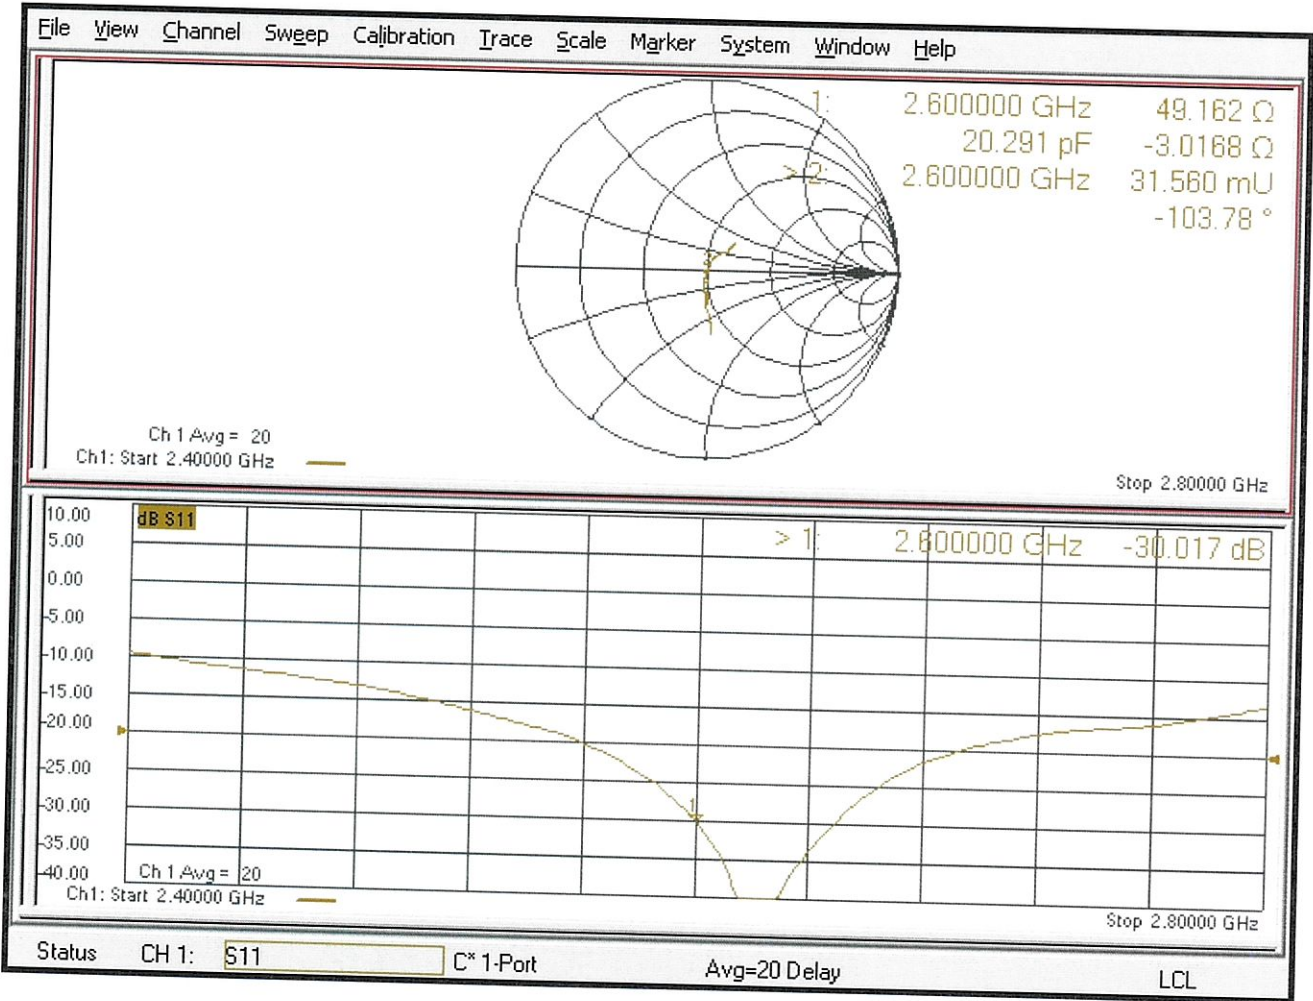 File View Channel Sweep Calibration Trace Scale Marker System Window Help
1: 2.600000 GHz 49.162 Ω
20.291 pF -3.0168 Ω
> 2: 2.600000 GHz 31.560 mU
-103.78 °
Ch 1 Avg = 20
Ch1: Start 2.40000 GHz
Stop 2.80000 GHz
10.00
dB S11
> 1: 2.600000 GHz -30.017 dB
5.00
0.00
-5.00
-10.00
-15.00
-20.00
-25.00
-30.00
1
-35.00
-40.00
Ch 1 Avg = 20
Ch1: Start 2.40000 GHz
Stop 2.80000 GHz
Status CH 1: S11 C* 1-Port Avg=20 Delay LCL